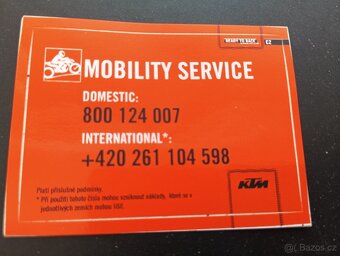 READY TO RACE
CZ
MOBILITY SERVICE
DOMESTIC:
800 124 007
INTERNATIONAL*:
+420 261 104 598
KTM
Platí příslušné podmínky.
* Při použití tohoto čísla mohou vzniknout náklady, které se v
jednotlivých zemích mohou lišit.
© Bazos.cz